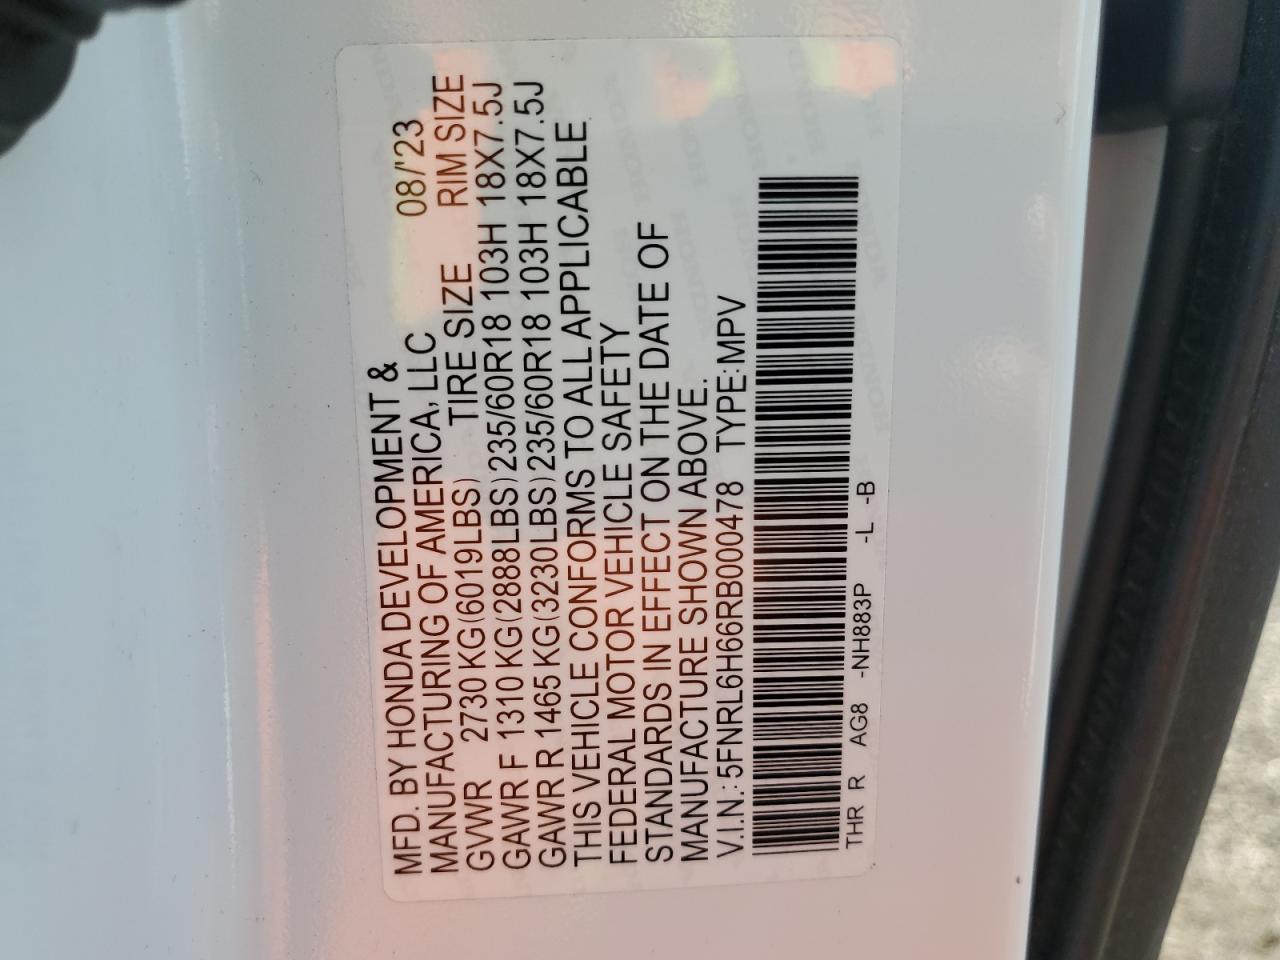 MFD. BY HONDA DEVELOPMENT &
MANUFACTURING OF AMERICA, LLC 08/'23
GVWR 2730 KG(6019LBS) TIRE SIZE RIM SIZE
GAWR F 1310 KG(2888LBS)235/60R18 103H 18X7.5J
GAWR R 1465 KG(3230LBS)235/60R18 103H 18X7.5J
THIS VEHICLE CONFORMS TO ALL APPLICABLE
FEDERAL MOTOR VEHICLE SAFETY
STANDARDS IN EFFECT ON THE DATE OF
MANUFACTURE SHOWN ABOVE.
V.I.N.: 5FNRL6H66RB000478 TYPE:MPV
THR R AG8 -NH883P -L -B